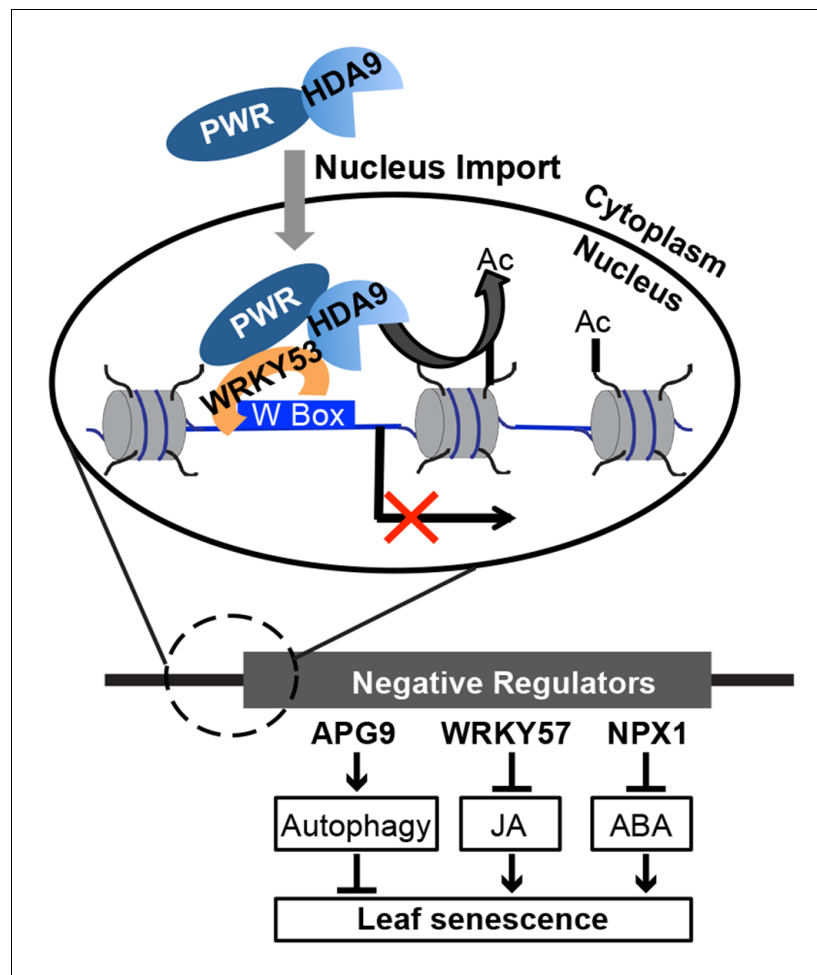 PWR
HDA9
Nucleus Import
Cytoplasm
Nucleus
Ac
PWR
HDA9
Ac
WRKY53
W Box
Negative Regulators
APG9 WRKY57 NPX1
Autophagy JA ABA
Leaf senescence